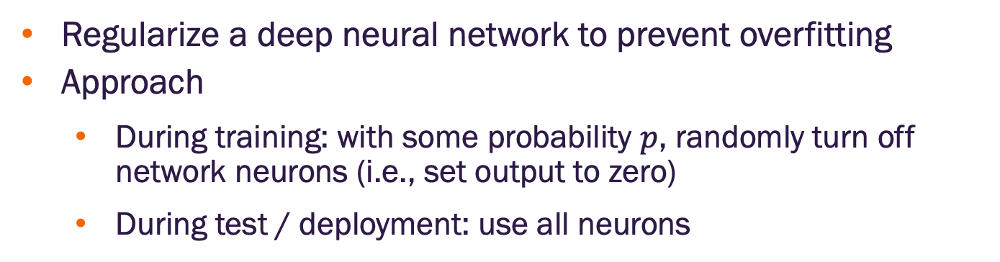 • Regularize a deep neural network to prevent overfitting
• Approach
• During training: with some probability p, randomly turn off
network neurons (i.e., set output to zero)
• During test / deployment: use all neurons